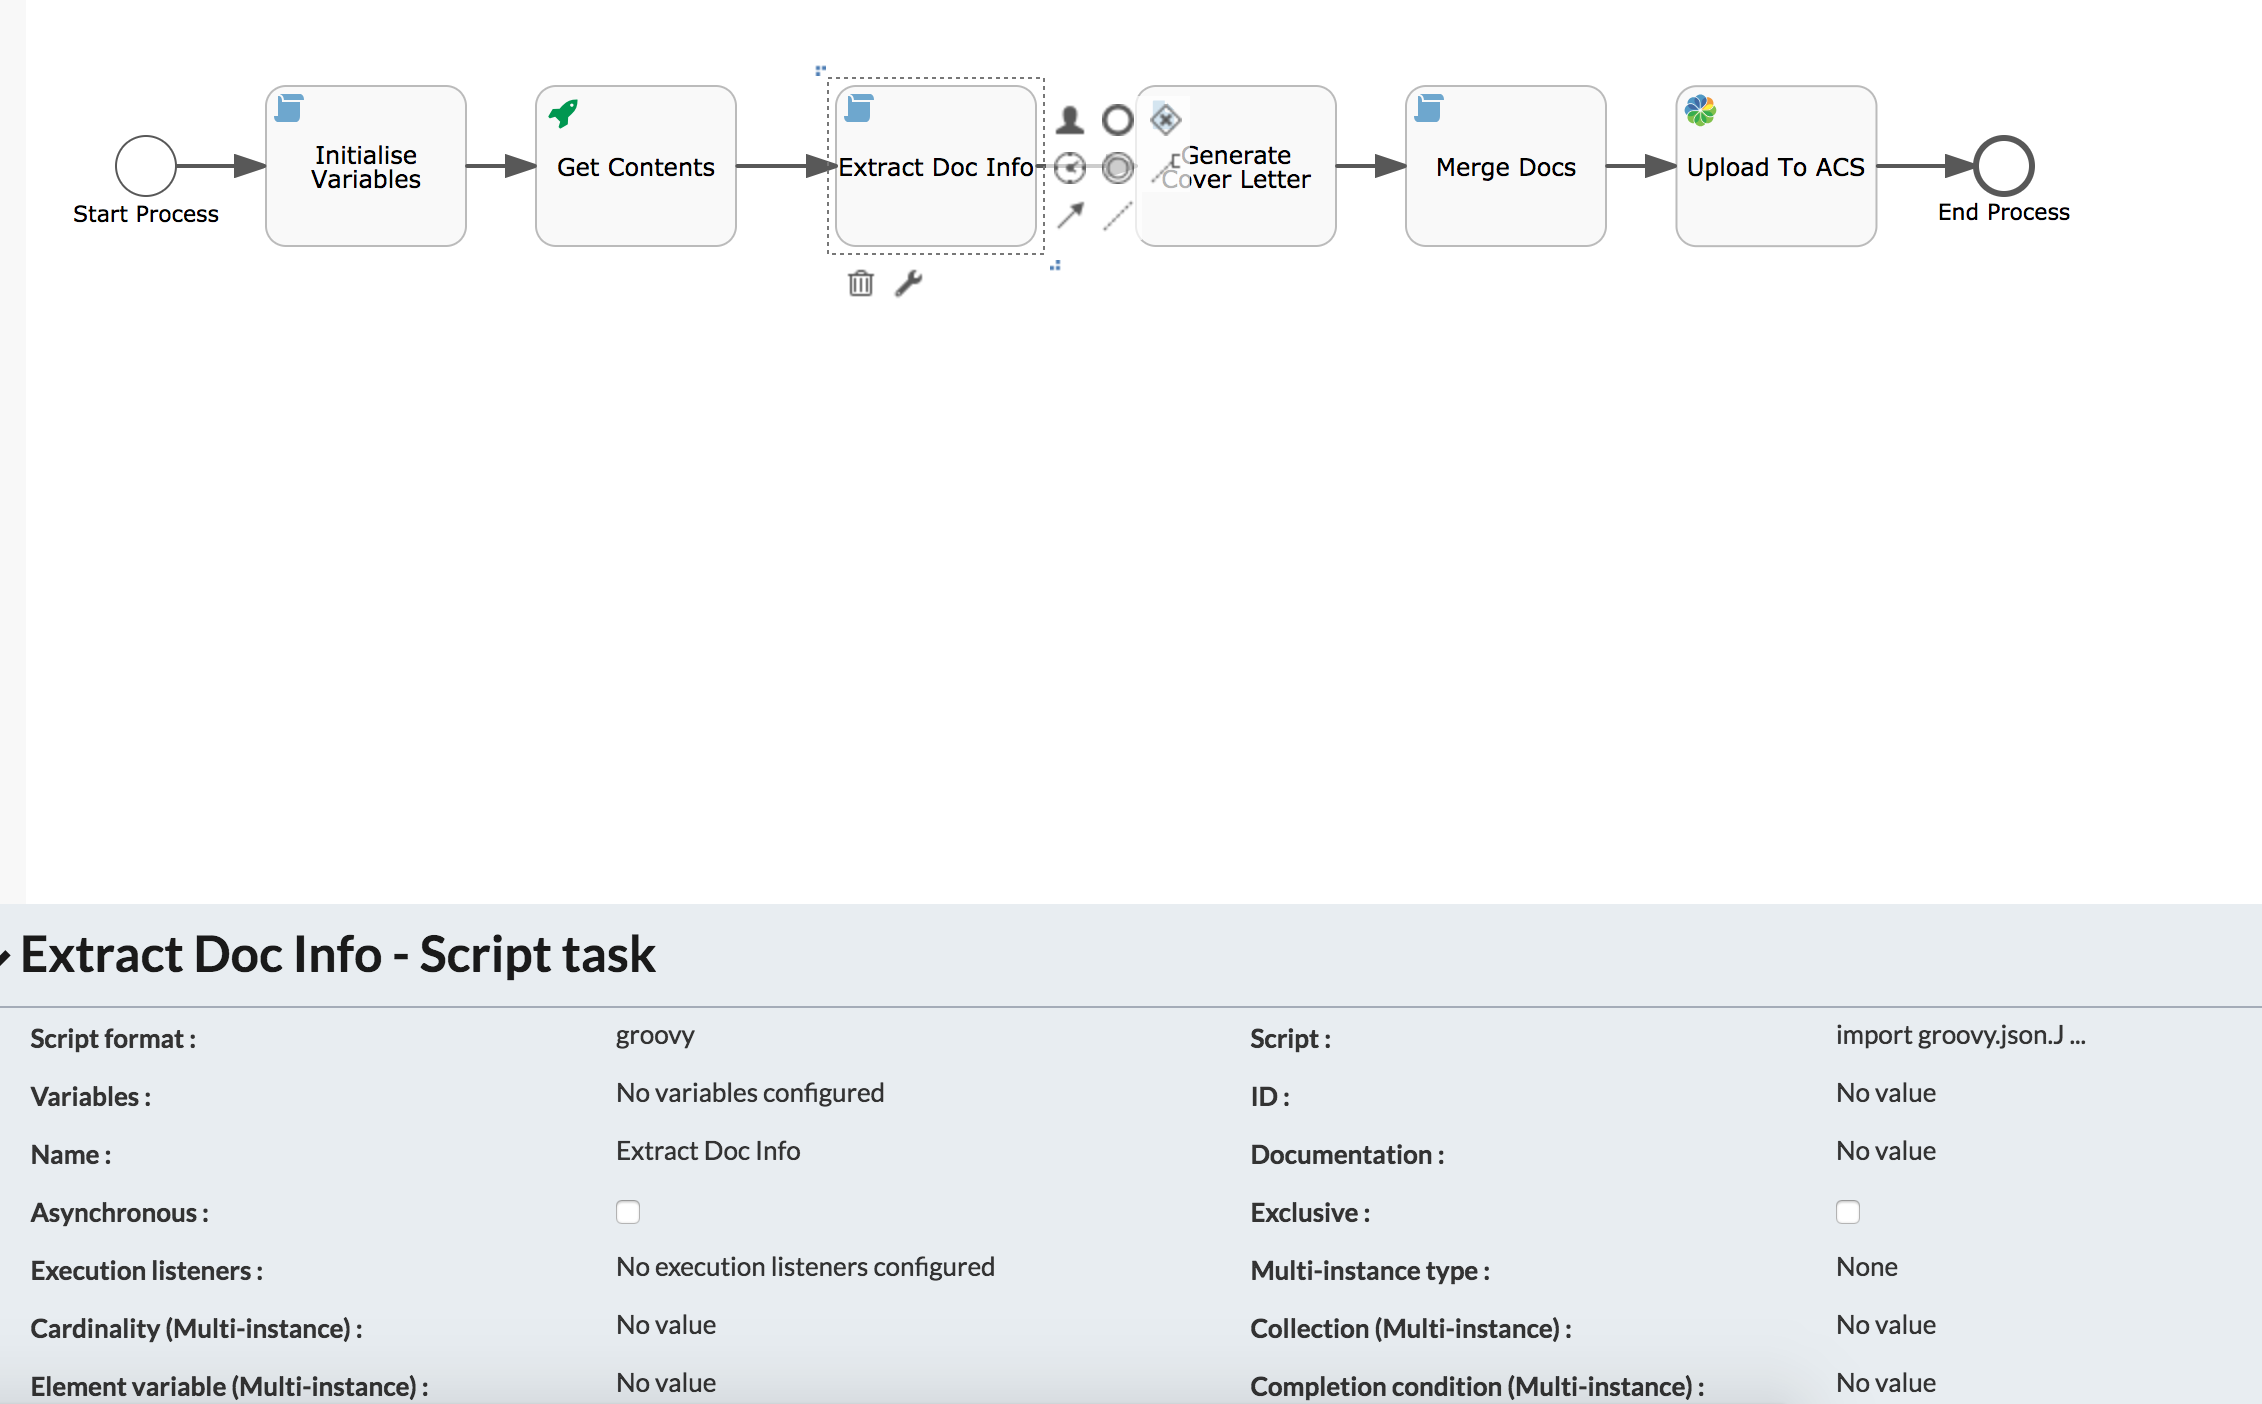 Start Process
Initialise
Variables
Get Contents
Extract Doc Info
Generate
Cover Letter
Merge Docs
Upload To ACS
End Process
Extract Doc Info - Script task
Script format : groovy
Script : import groovy.json.J ...
Variables : No variables configured
ID : No value
Name : Extract Doc Info
Documentation : No value
Asynchronous :
Exclusive :
Execution listeners : No execution listeners configured
Multi-instance type : None
Cardinality (Multi-instance) : No value
Collection (Multi-instance) : No value
Element variable (Multi-instance) : No value
Completion condition (Multi-instance) : No value